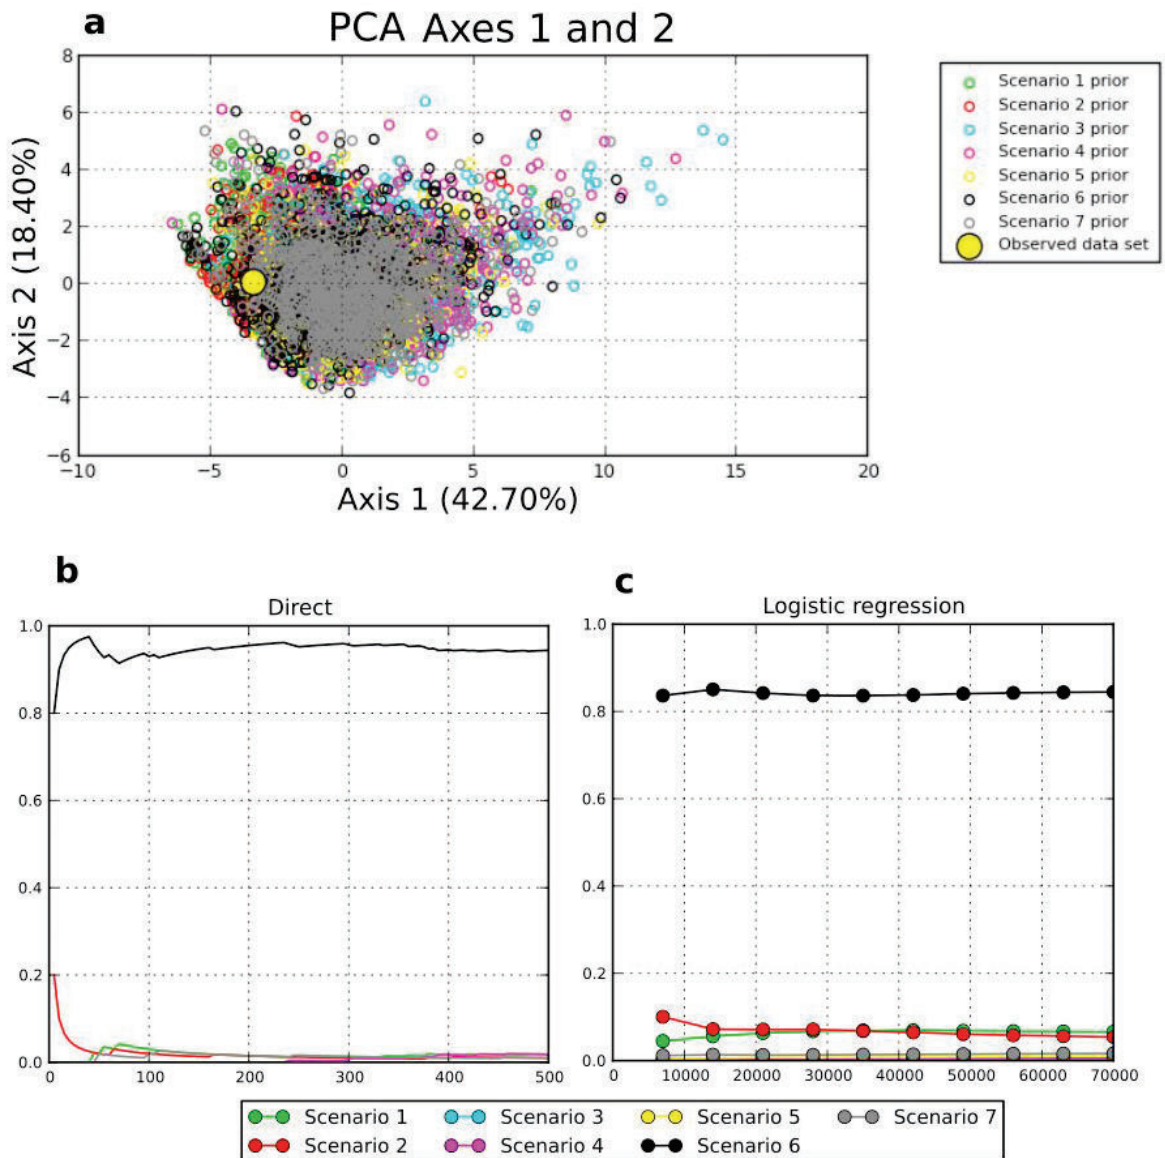 a
PCA Axes 1 and 2
8
6
4
2
0
−2
−4
−6
Axis 2 (18.40%)
−10
−5
0
5
10
15
20
Axis 1 (42.70%)
Scenario 1 prior
Scenario 2 prior
Scenario 3 prior
Scenario 4 prior
Scenario 5 prior
Scenario 6 prior
Scenario 7 prior
Observed data set
b
Direct
1.0
0.8
0.6
0.4
0.2
0.0
0
100
200
300
400
500
c
Logistic regression
1.0
0.8
0.6
0.4
0.2
0.0
0
10000
20000
30000
40000
50000
60000
70000
Scenario 1
Scenario 2
Scenario 3
Scenario 4
Scenario 5
Scenario 6
Scenario 7